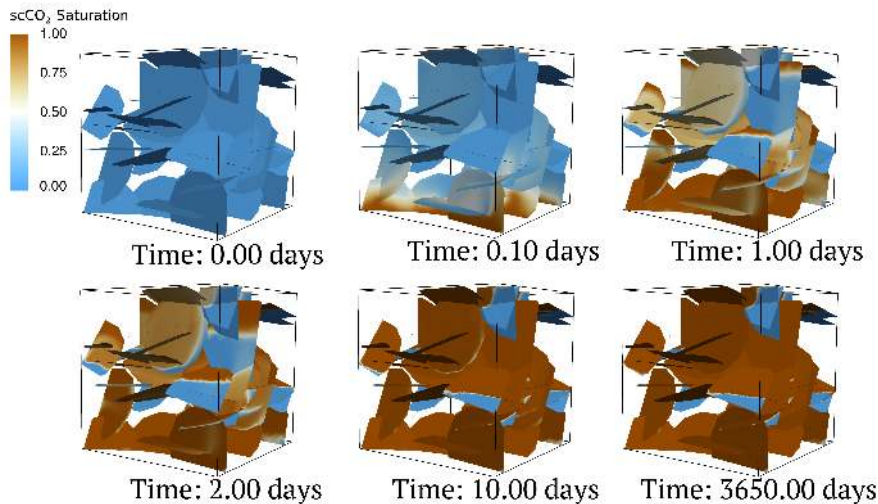 scCO₂ Saturation
1.00
0.75
0.50
0.25
0.00
Time: 0.00 days
Time: 0.10 days
Time: 1.00 days
Time: 2.00 days
Time: 10.00 days
Time: 3650.00 days